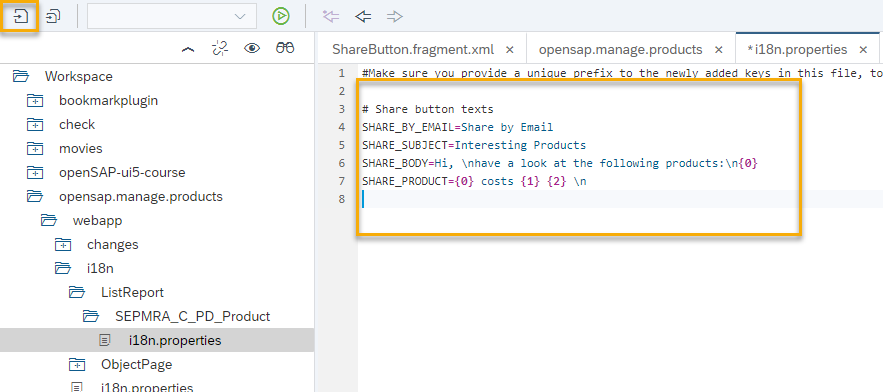 ShareButton.fragment.xml ×
opensap.manage.products ×
*i18n.properties ×
Workspace
bookmarkplugin
check
movies
openSAP-ui5-course
opensap.manage.products
webapp
changes
i18n
ListReport
SEPMRA_C_PD_Product
i18n.properties
ObjectPage
i18n.properties
1 #Make sure you provide a unique prefix to the newly added keys in this file, to
2
3 # Share button texts
4 SHARE_BY_EMAIL=Share by Email
5 SHARE_SUBJECT=Interesting Products
6 SHARE_BODY=Hi, \nhave a look at the following products:\n{0}
7 SHARE_PRODUCT={0} costs {1} {2} \n
8